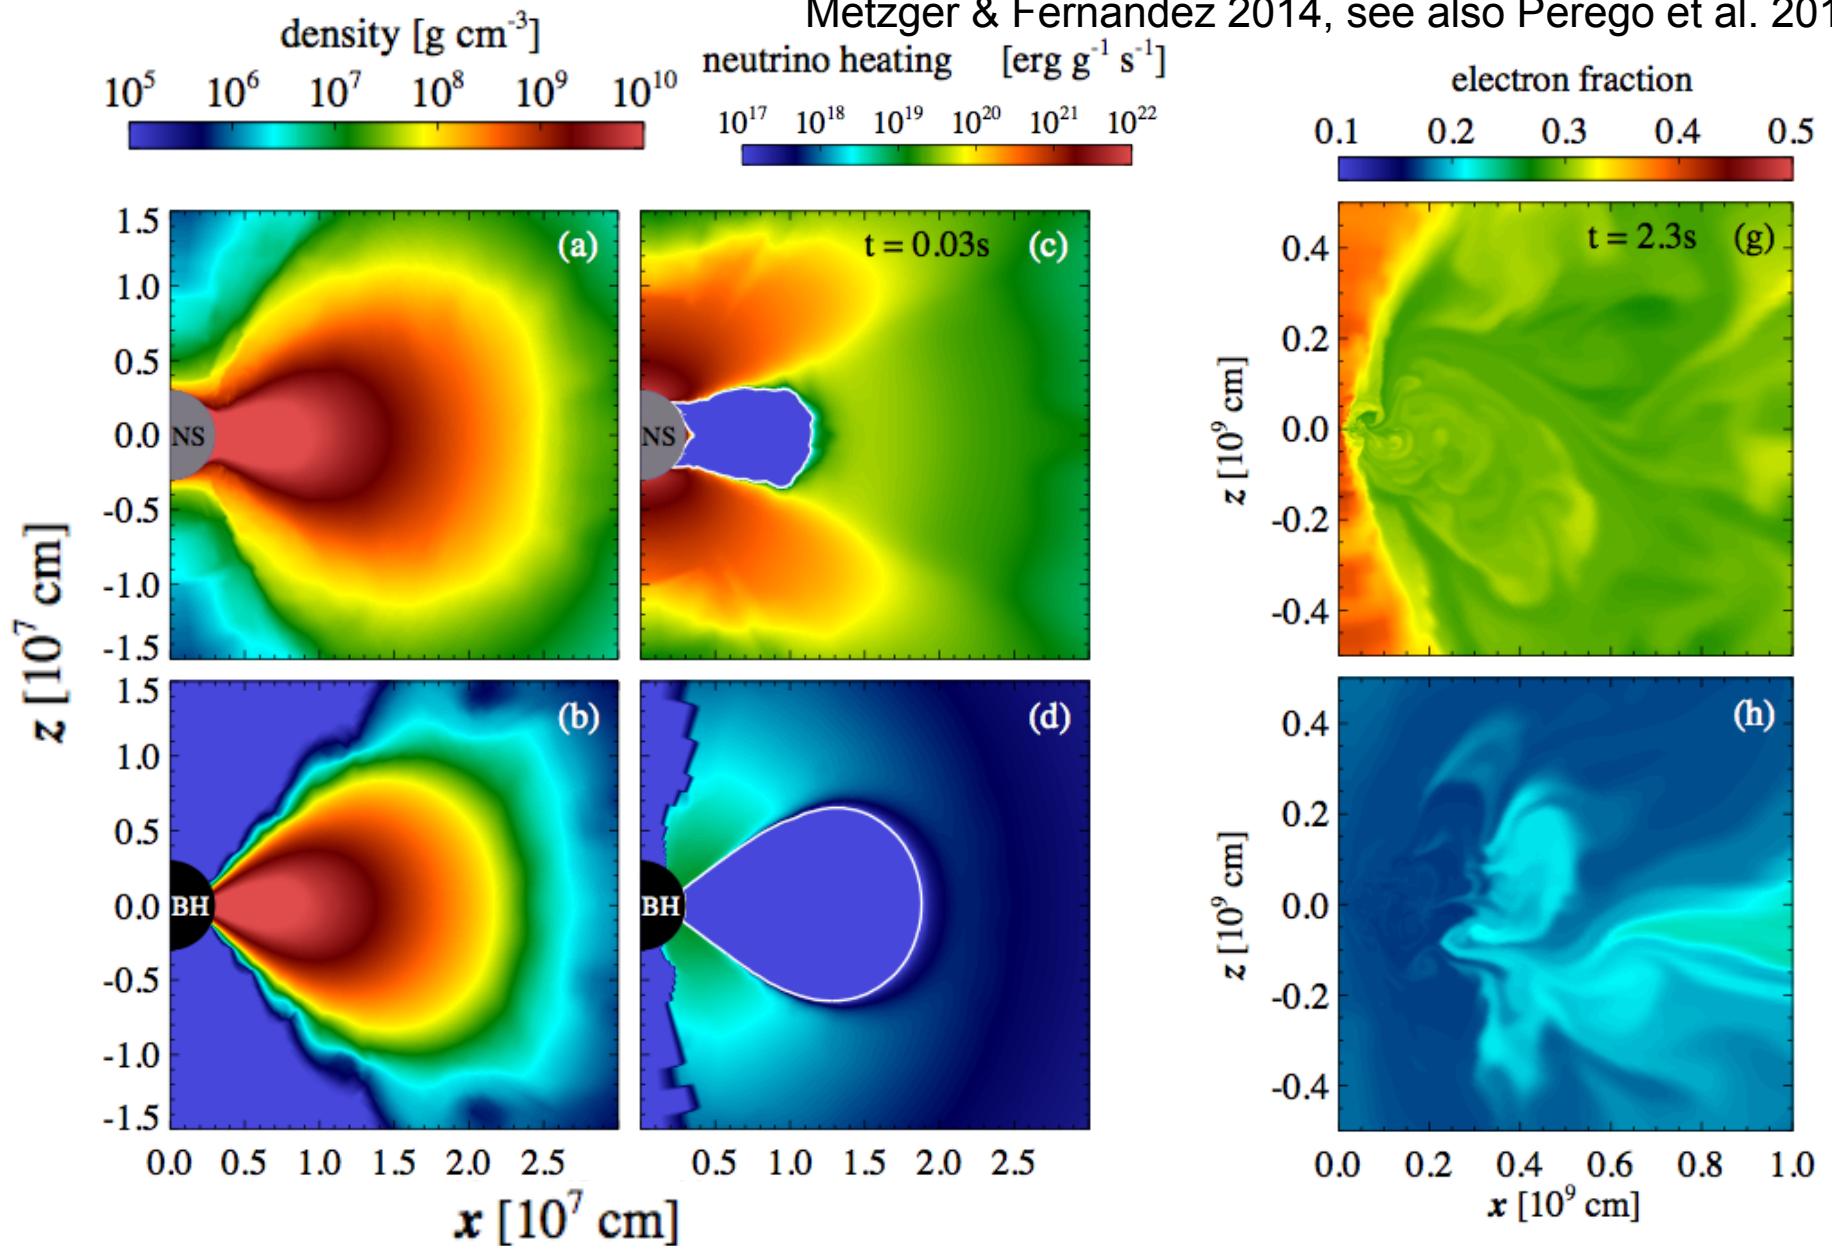 Metzger & Fernandez 2014, see also Perego et al. 201
density [g cm⁻³]
10⁵ 10⁶ 10⁷ 10⁸ 10⁹ 10¹⁰
neutrino heating [erg g⁻¹ s⁻¹]
10¹⁷ 10¹⁸ 10¹⁹ 10²⁰ 10²¹ 10²²
electron fraction
0.1 0.2 0.3 0.4 0.5
z [10⁷ cm]
1.5
1.0
0.5
0.0
-0.5
-1.0
-1.5
(a)
NS
t = 0.03s (c)
NS
1.5
1.0
0.5
0.0
-0.5
-1.0
-1.5
(b)
BH
(d)
BH
0.0 0.5 1.0 1.5 2.0 2.5
0.5 1.0 1.5 2.0 2.5
x [10⁷ cm]
z [10⁹ cm]
0.4
0.2
0.0
-0.2
-0.4
t = 2.3s (g)
z [10⁹ cm]
0.4
0.2
0.0
-0.2
-0.4
(h)
0.0 0.2 0.4 0.6 0.8 1.0
x [10⁹ cm]